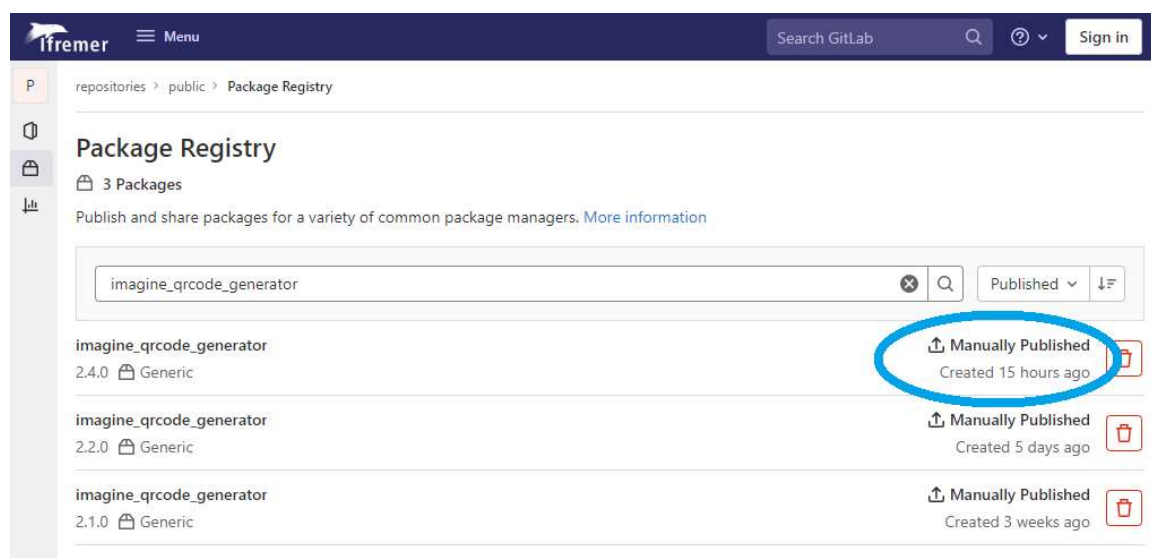 ifremer Menu Search GitLab Sign in
P repositories > public > Package Registry
Package Registry
3 Packages
Publish and share packages for a variety of common package managers. More information
imagine_qrcode_generator Published
imagine_qrcode_generator Manually Published
2.4.0 Generic Created 15 hours ago
imagine_qrcode_generator Manually Published
2.2.0 Generic Created 5 days ago
imagine_qrcode_generator Manually Published
2.1.0 Generic Created 3 weeks ago